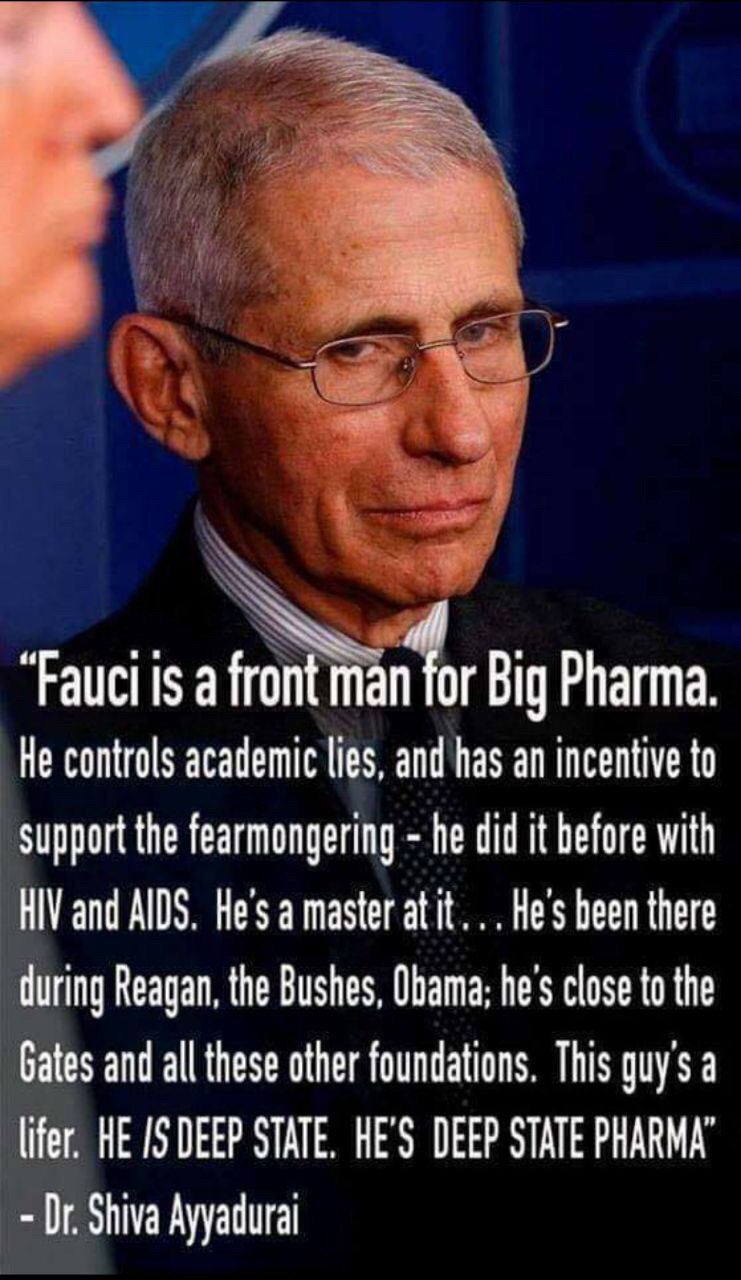 “Fauci is a front man for Big Pharma.
He controls academic lies, and has an incentive to
support the fearmongering – he did it before with
HIV and AIDS. He’s a master at it . . . He’s been there
during Reagan, the Bushes, Obama; he’s close to the
Gates and all these other foundations. This guy’s a
lifer. HE IS DEEP STATE. HE’S DEEP STATE PHARMA”
– Dr. Shiva Ayyadurai